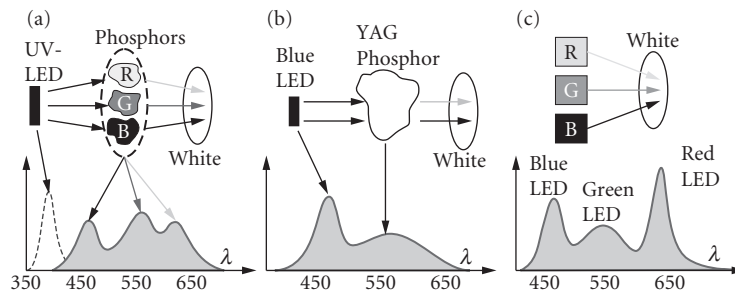 (a)
UV-
LED
Phosphors
R
G
B
White
λ
350 450 550 650
(b)
Blue
LED
YAG
Phosphor
White
λ
450 550 650
(c)
R
G
B
White
Blue
LED
Green
LED
Red
LED
λ
450 550 650